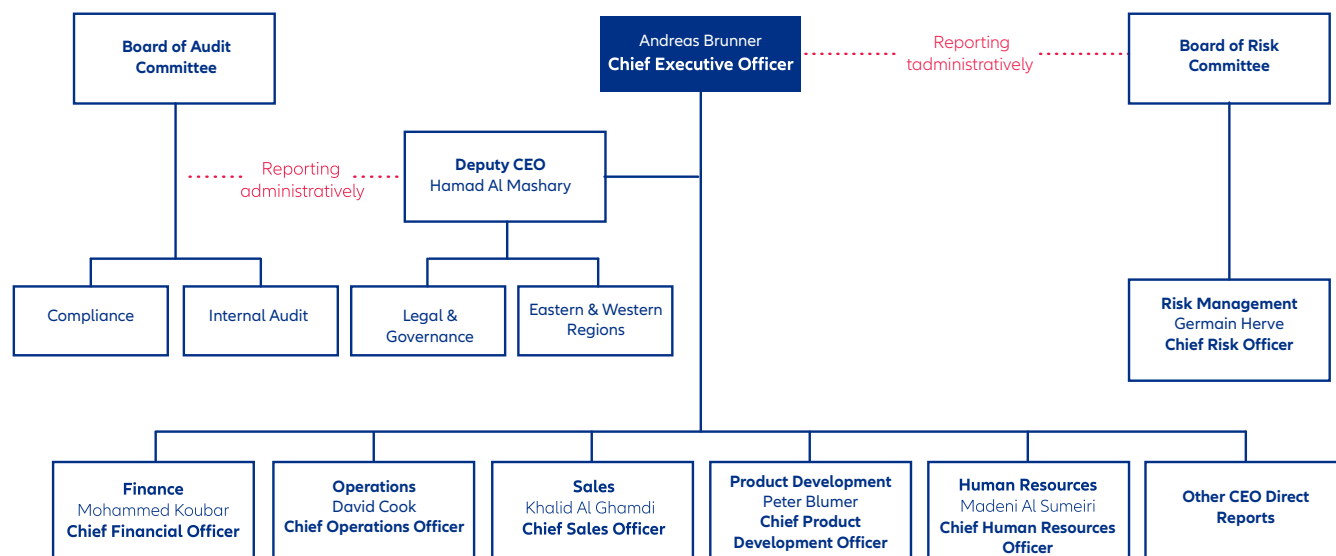 Board of Audit
Committee
Andreas Brunner
Chief Executive Officer
Reporting
tadministratively
Board of Risk
Committee
Reporting
administratively
Deputy CEO
Hamad Al Mashary
Compliance
Internal Audit
Legal &
Governance
Eastern & Western
Regions
Risk Management
Germain Herve
Chief Risk Officer
Finance
Mohammed Koubar
Chief Financial Officer
Operations
David Cook
Chief Operations Officer
Sales
Khalid Al Ghamdi
Chief Sales Officer
Product Development
Peter Blumer
Chief Product
Development Officer
Human Resources
Madeni Al Sumeiri
Chief Human Resources
Officer
Other CEO Direct
Reports